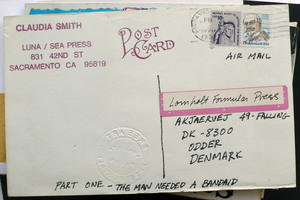 CLAUDIA SMITH
LUNA / SEA PRESS
831 42ND ST
SACRAMENTO CA 95819
POST CARD
AIR MAIL
Lomholt Formular Press
AKJAERVEJ 49 - FALLING
DK - 8300
ODDER
DENMARK
PART ONE - THE MAN NEEDED A BANDAID